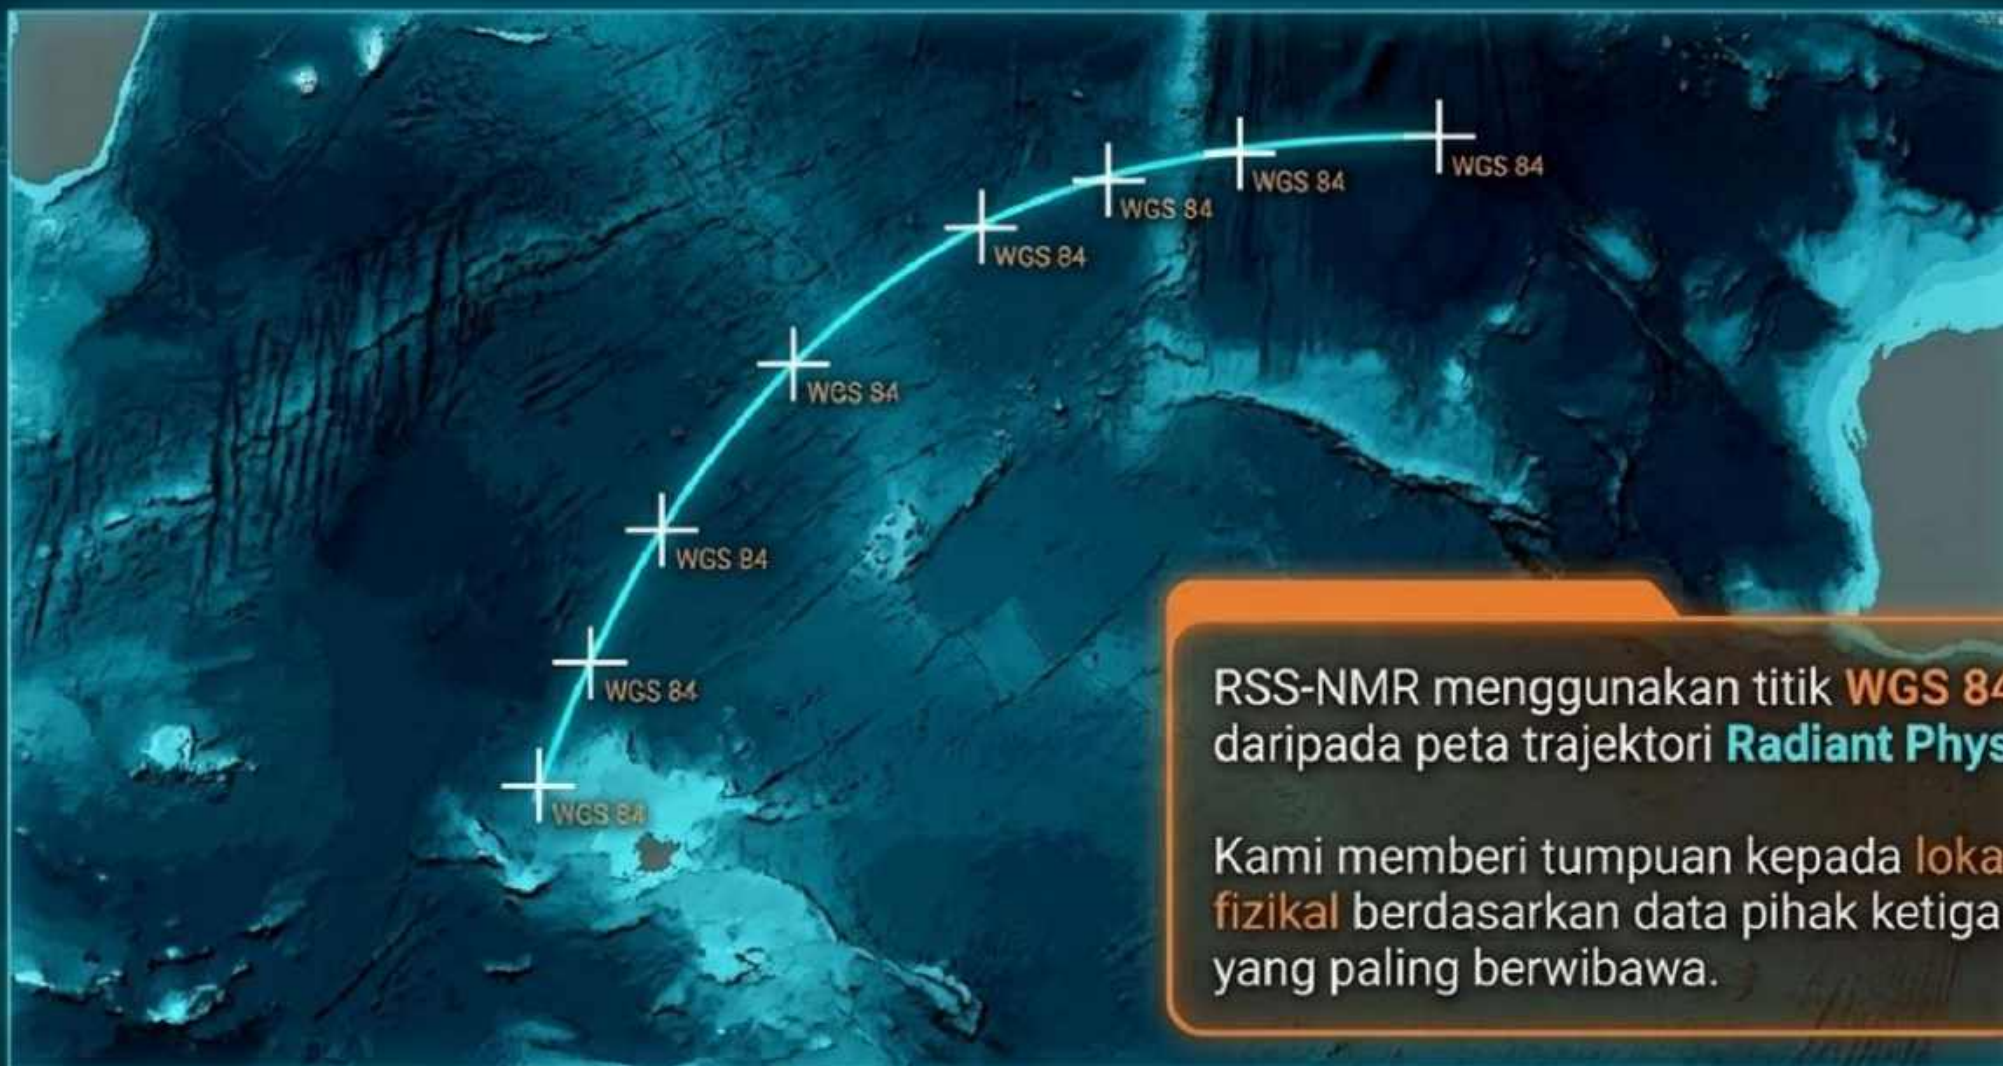 WGS 84
WGS 84
WGS 84
WGS 84
WGS 84
WGS 84
WGS 84
WGS 84
RSS-NMR menggunakan titik WGS 84
daripada peta trajektori Radiant Phys
Kami memberi tumpuan kepada loka
fizikal berdasarkan data pihak ketiga
yang paling berwibawa.